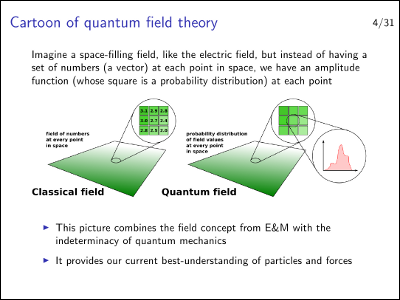 Cartoon of quantum field theory
4/31
Imagine a space-filling field, like the electric field, but instead of having a
set of numbers (a vector) at each point in space, we have an amplitude
function (whose square is a probability distribution) at each point
field of numbers
at every point
in space
3.1 2.9 2.8
3.0 2.7 2.4
2.8 2.5 2.0
Classical field
probability distribution
of field values
at every point
in space
Quantum field
This picture combines the field concept from E&M with the
indeterminacy of quantum mechanics
It provides our current best-understanding of particles and forces